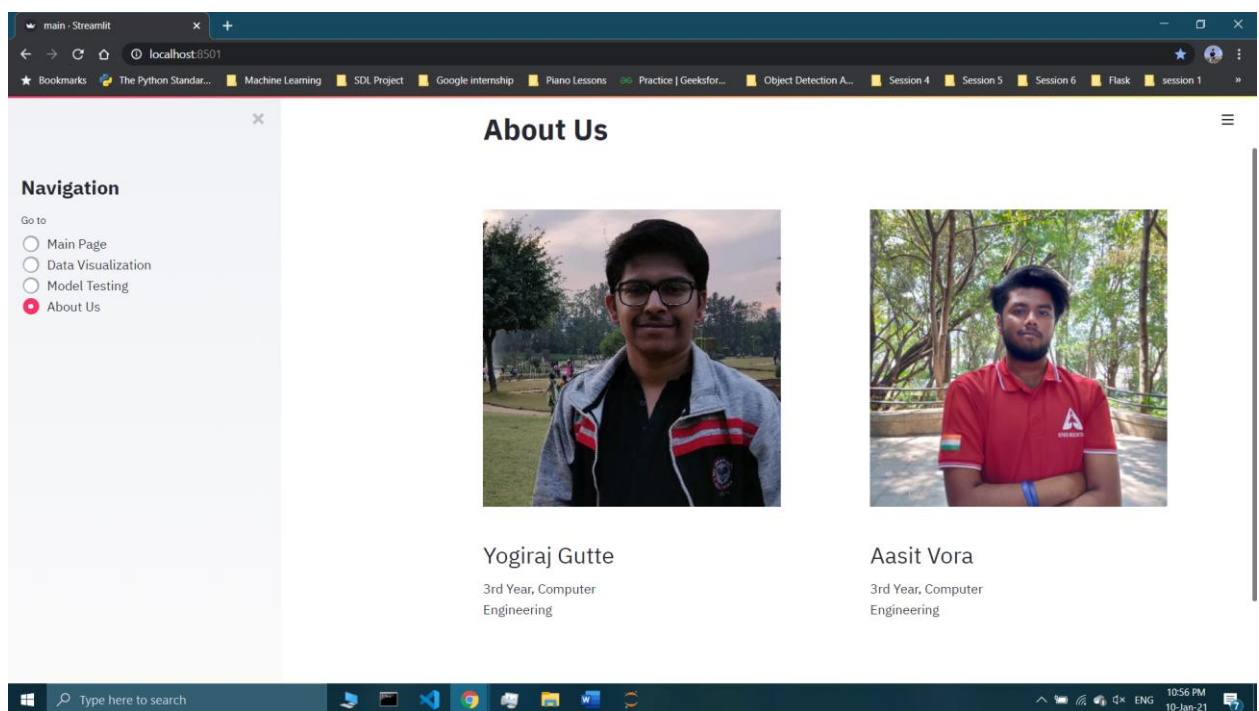 main - Streamlit
localhost:8501
Bookmarks The Python Standar... Machine Learning SDL Project Google internship Piano Lessons Practice | Geeksfor... Object Detection A... Session 4 Session 5 Session 6 Flask session 1 »
About Us
Navigation
Go to
Main Page
Data Visualization
Model Testing
About Us
Yogiraj Gutte
3rd Year, Computer
Engineering
Aasit Vora
3rd Year, Computer
Engineering
Type here to search
ENG
10:56 PM
10-Jan-21
7